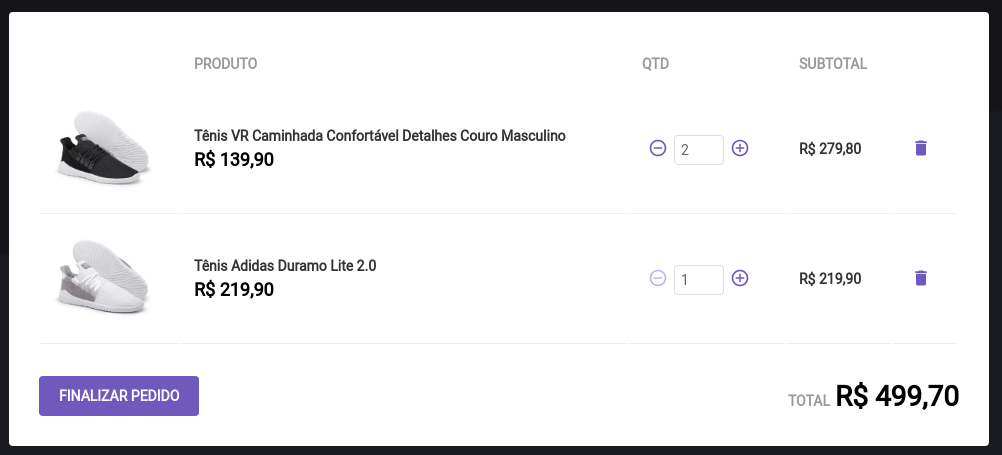 PRODUTO QTD SUBTOTAL
Tênis VR Caminhada Confortável Detalhes Couro Masculino
R$ 139,90
2
R$ 279,80
Tênis Adidas Duramo Lite 2.0
R$ 219,90
1
R$ 219,90
FINALIZAR PEDIDO
TOTAL R$ 499,70